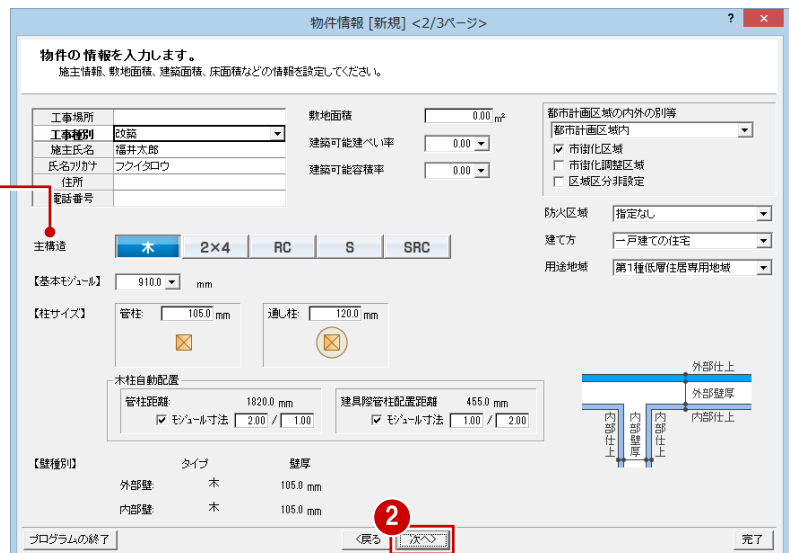 物件情報 [新規] <2/3ページ>
? ×
物件の情報を入力します。
施主情報、敷地面積、建築面積、床面積などの情報を設定してください。
工事場所
工事種別 改築
施主氏名 福井太郎
氏名フリガナ フクイタロウ
住所
電話番号
敷地面積 0.00 m²
建築可能建ぺい率 0.00
建築可能容積率 0.00
都市計画区域の内外の別等
都市計画区域内
市街化区域
市街化調整区域
区域区分非設定
防火区域 指定なし
建て方 一戸建ての住宅
用途地域 第1種低層住居専用地域
主構造 木 2×4 RC S SRC
【基本モジュール】 910.0 mm
【柱サイズ】 管柱: 105.0 mm 通し柱: 120.0 mm
木柱自動配置
管柱距離: 1820.0 mm
モジュール寸法 2.00 / 1.00
建具際管柱配置距離 455.0 mm
モジュール寸法 1.00 / 2.00
外部仕上
外部壁厚
内部仕上
内部仕上
内部壁厚
内部仕上
【壁種別】 タイプ 壁厚
外部壁: 木 105.0 mm
内部壁: 木 105.0 mm
2
プログラムの終了 <戻る 次へ> 完了